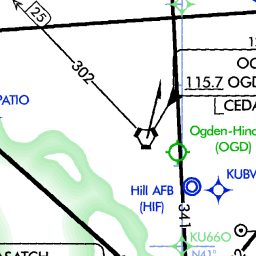 25
302
12
OG
115.7 OGD
CEDA
PATIO
Ogden-Hinc
(OGD)
KUBV
Hill AFB
(HIF)
341
KU66O
N41°
SATCH